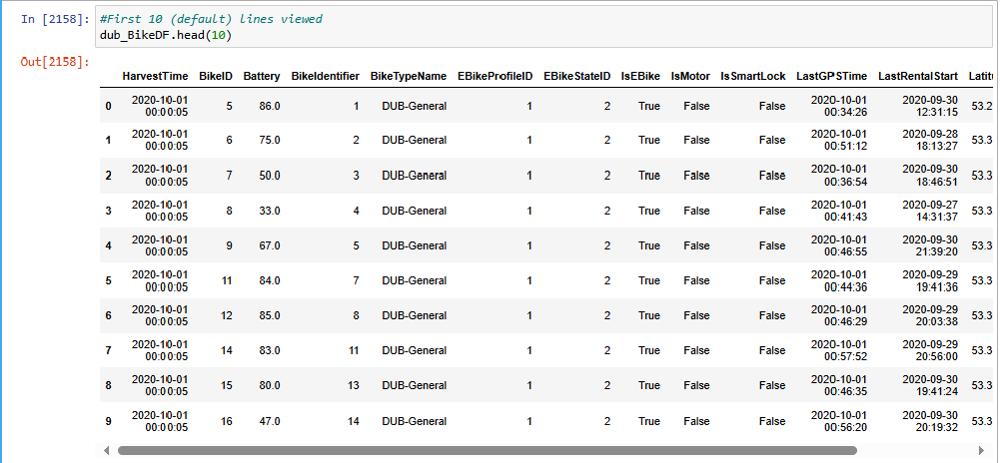 In [2158]: #First 10 (default) lines viewed
dub_BikeDF.head(10)
Out[2158]:
HarvestTime BikeID Battery BikeIdentifier BikeTypeName EBikeProfileID EBikeStateID IsEBike IsMotor IsSmartLock LastGPSTime LastRentalStart Latitu
0 2020-10-01 00:00:05 5 86.0 1 DUB-General 1 2 True False False 2020-10-01 00:34:26 2020-09-30 12:31:15 53.2
1 2020-10-01 00:00:05 6 75.0 2 DUB-General 1 2 True False False 2020-10-01 00:51:12 2020-09-28 18:13:27 53.3
2 2020-10-01 00:00:05 7 50.0 3 DUB-General 1 2 True False False 2020-10-01 00:36:54 2020-09-30 18:46:51 53.3
3 2020-10-01 00:00:05 8 33.0 4 DUB-General 1 2 True False False 2020-10-01 00:41:43 2020-09-27 14:31:37 53.3
4 2020-10-01 00:00:05 9 67.0 5 DUB-General 1 2 True False False 2020-10-01 00:46:55 2020-09-30 21:39:20 53.3
5 2020-10-01 00:00:05 11 84.0 7 DUB-General 1 2 True False False 2020-10-01 00:44:36 2020-09-29 19:41:36 53.3
6 2020-10-01 00:00:05 12 85.0 8 DUB-General 1 2 True False False 2020-10-01 00:46:29 2020-09-29 20:03:38 53.3
7 2020-10-01 00:00:05 14 83.0 11 DUB-General 1 2 True False False 2020-10-01 00:57:52 2020-09-29 20:56:00 53.3
8 2020-10-01 00:00:05 15 80.0 13 DUB-General 1 2 True False False 2020-10-01 00:46:35 2020-09-30 19:41:24 53.3
9 2020-10-01 00:00:05 16 47.0 14 DUB-General 1 2 True False False 2020-10-01 00:56:20 2020-09-30 20:19:32 53.3